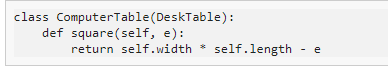 class ComputerTable(DeskTable):
    def square(self, e):
        return self.width * self.length - e